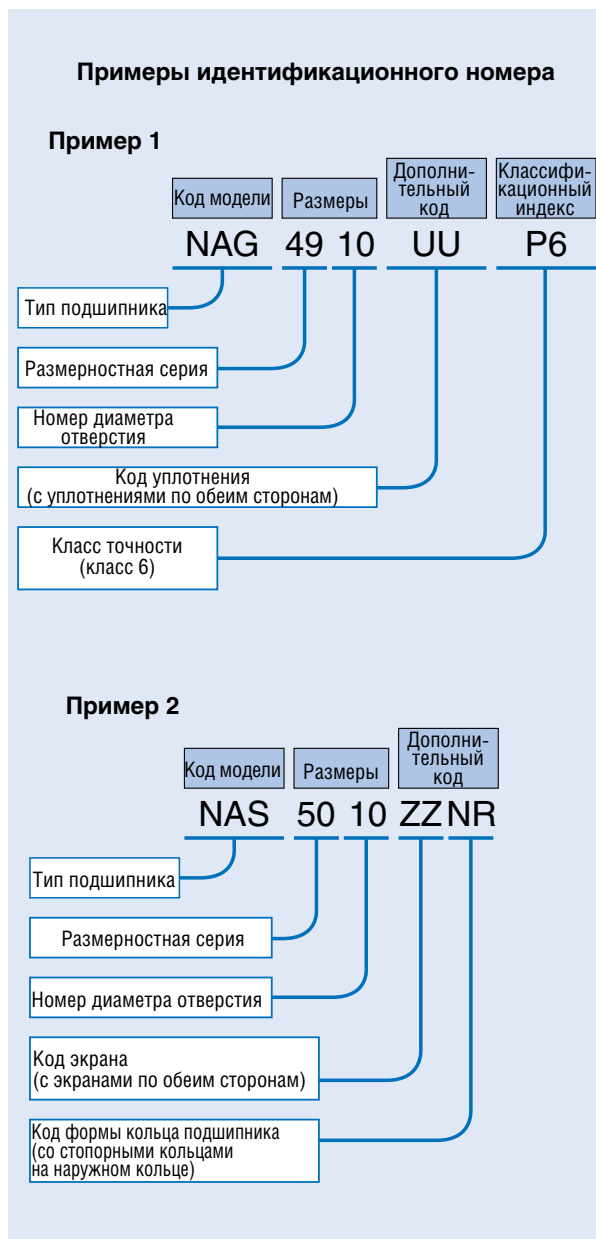 Примеры идентификационного номера
Пример 1
Код модели
Размеры
Дополни-
тельный
код
Классифи-
кационный
индекс
NAG 49 10 UU P6
Тип подшипника
Размерностная серия
Номер диаметра
отверстия
Код уплотнения
(с уплотнениями по обеим сторонам)
Класс точности
(класс 6)
Пример 2
Код модели
Размеры
Дополни-
тельный
код
NAS 50 10 ZZ NR
Тип подшипника
Размерностная серия
Номер диаметра отверстия
Код экрана
(с экранами по обеим сторонам)
Код формы кольца подшипника
(со стопорными кольцами
на наружном кольце)